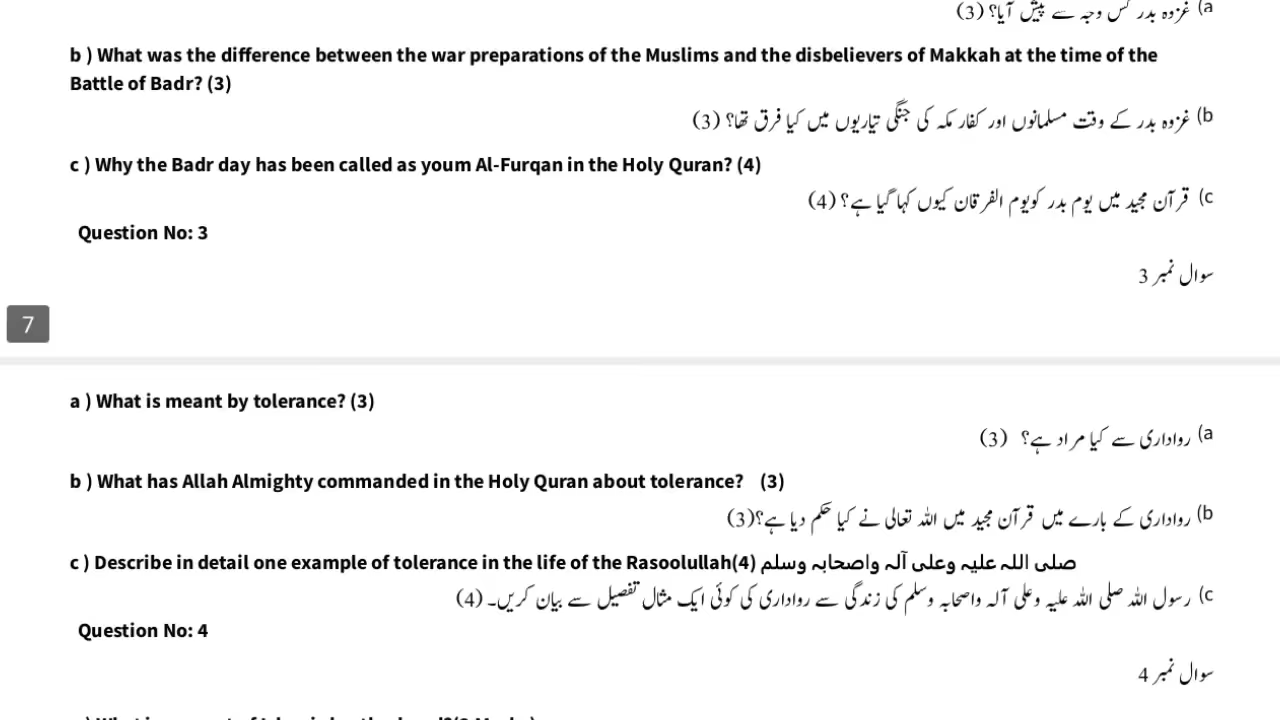 a) غزوہ بدر کس وجہ سے پیش آیا؟ (3)
b ) What was the difference between the war preparations of the Muslims and the disbelievers of Makkah at the time of the
Battle of Badr? (3)
b) غزوہ بدر کے وقت مسلمانوں اور کفار مکہ کی جنگی تیاریوں میں کیا فرق تھا؟ (3)
c ) Why the Badr day has been called as youm Al-Furqan in the Holy Quran? (4)
c) قرآن مجید میں یوم بدر کویوم الفرقان کیوں کہا گیا ہے؟ (4)
Question No: 3
سوال نمبر 3
7
a ) What is meant by tolerance? (3)
a) رواداری سے کیا مراد ہے؟ (3)
b ) What has Allah Almighty commanded in the Holy Quran about tolerance? (3)
b) رواداری کے بارے میں قرآن مجید میں اللہ تعالی نے کیا حکم دیا ہے؟(3)
c ) Describe in detail one example of tolerance in the life of the Rasoolullah(4) صلی اللہ علیہ وعلی آلہ واصحابہ وسلم
c) رسول اللہ صلی اللہ علیہ وعلی آلہ واصحابہ وسلم کی زندگی سے رواداری کی کوئی ایک مثال تفصیل سے بیان کریں۔ (4)
Question No: 4
سوال نمبر 4